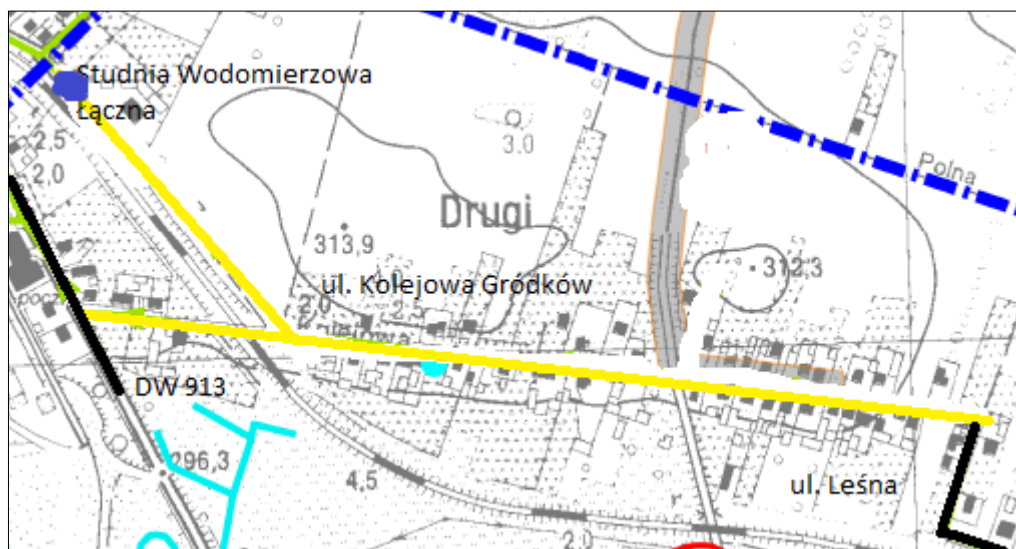 Studnia Wodomierzowa
Łączna
2,5
2,0
3.0
Polna
Drugi
313,9
312,3
ul. Kolejowa Gródków
2,0
2,5
pocz
DW 913
296,3
4,5
ul. Leśna
2,0